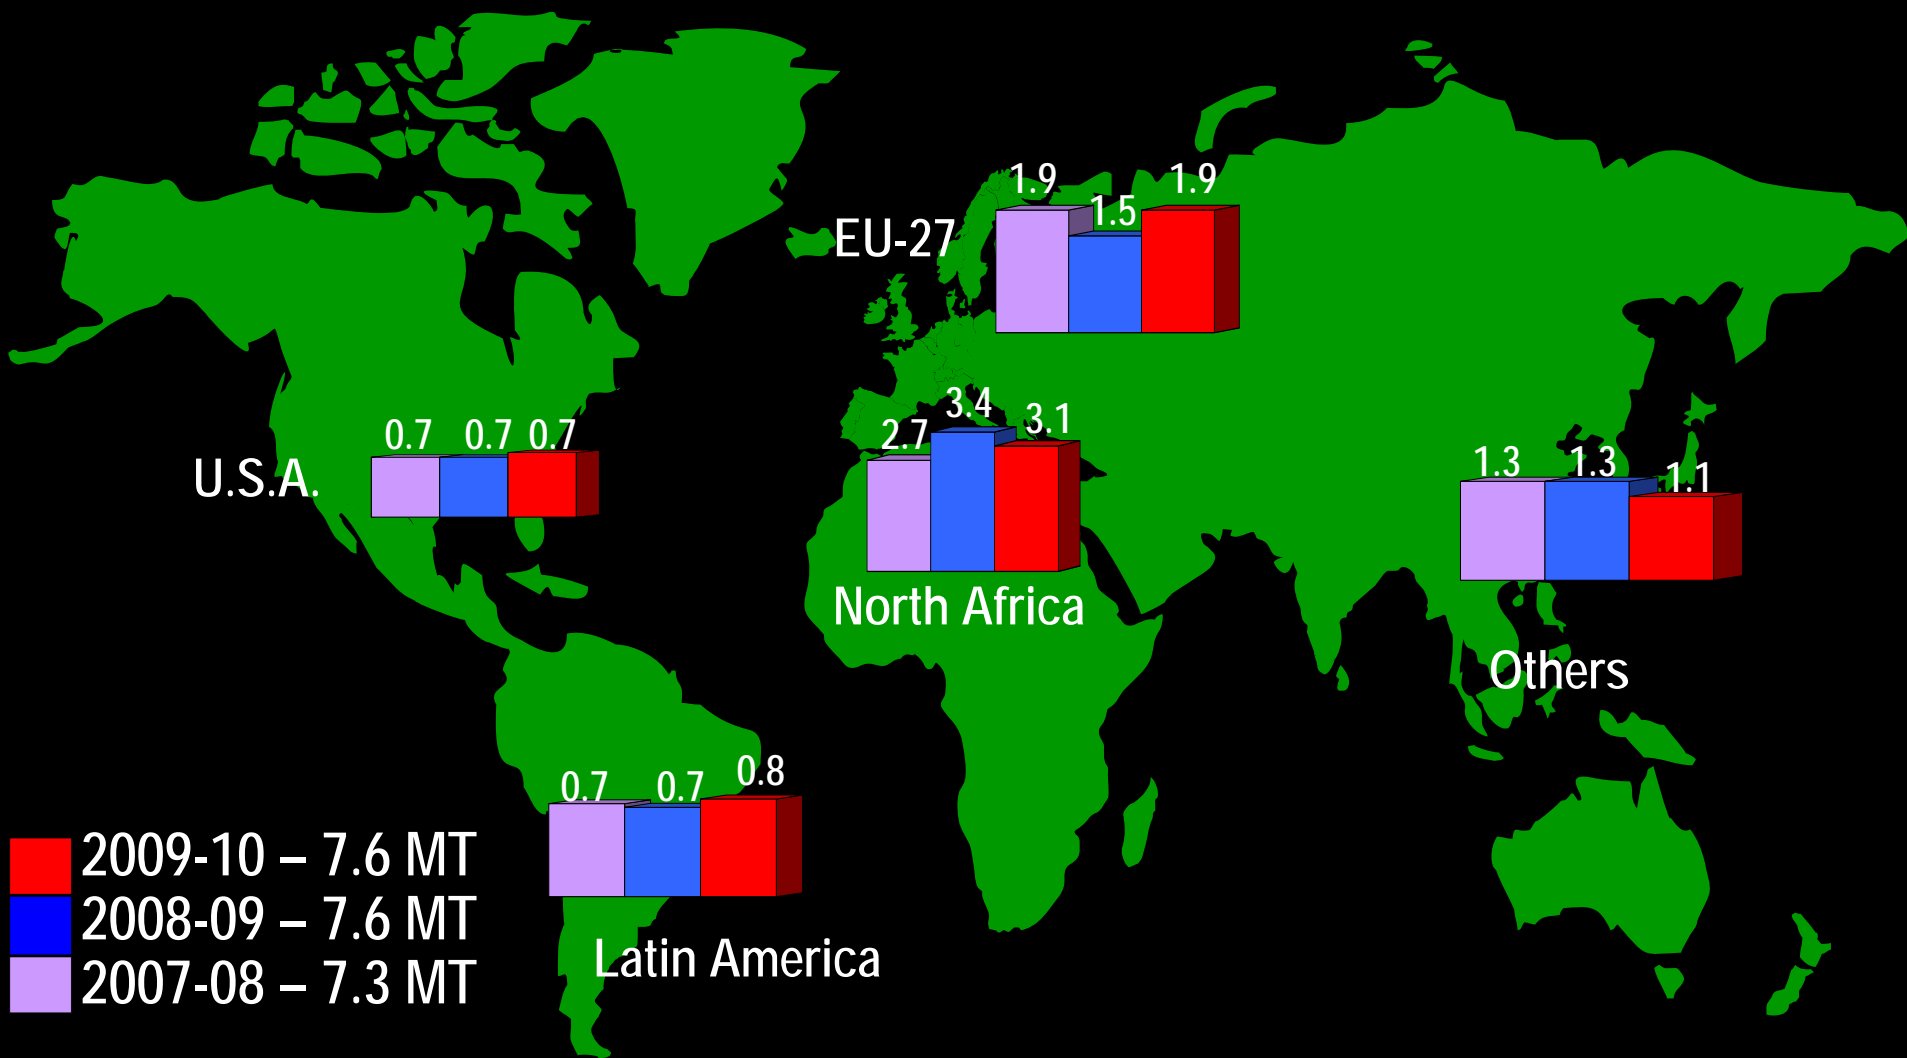 1.9
1.5
1.9
EU-27
2.7
3.4
3.1
North Africa
0.7
0.7
0.7
U.S.A.
1.3
1.3
1.1
Others
0.7
0.7
0.8
Latin America
2009-10 – 7.6 MT
2008-09 – 7.6 MT
2007-08 – 7.3 MT